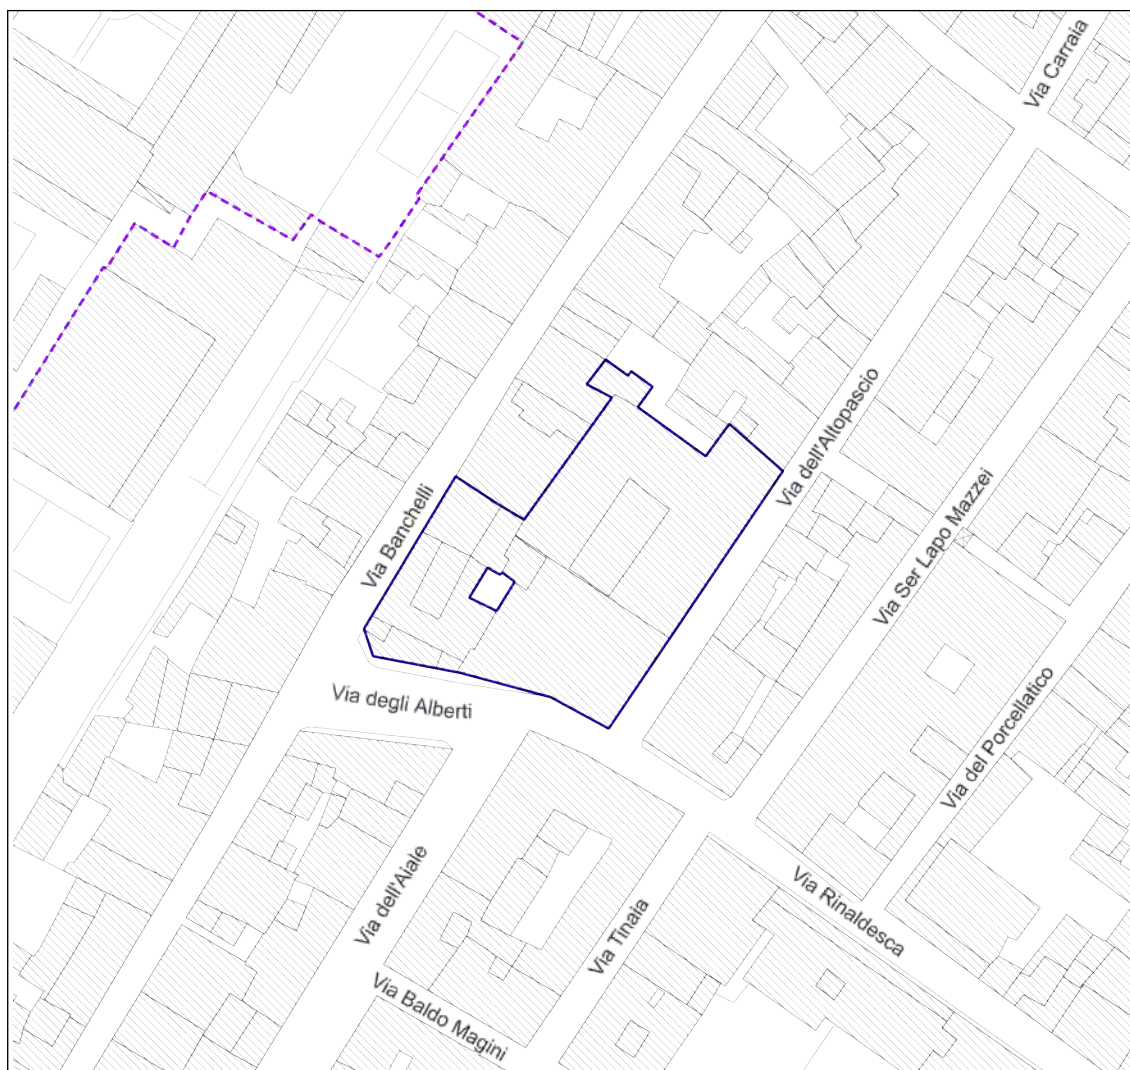 Via Carraia
Via dell'Altopascio
Via Banchelli
Via Ser Lapo Mazzei
Via degli Alberti
Via del Porcellatico
Via dell'Aiale
Via Rinaldesca
Via Tinaia
Via Baldo Magini